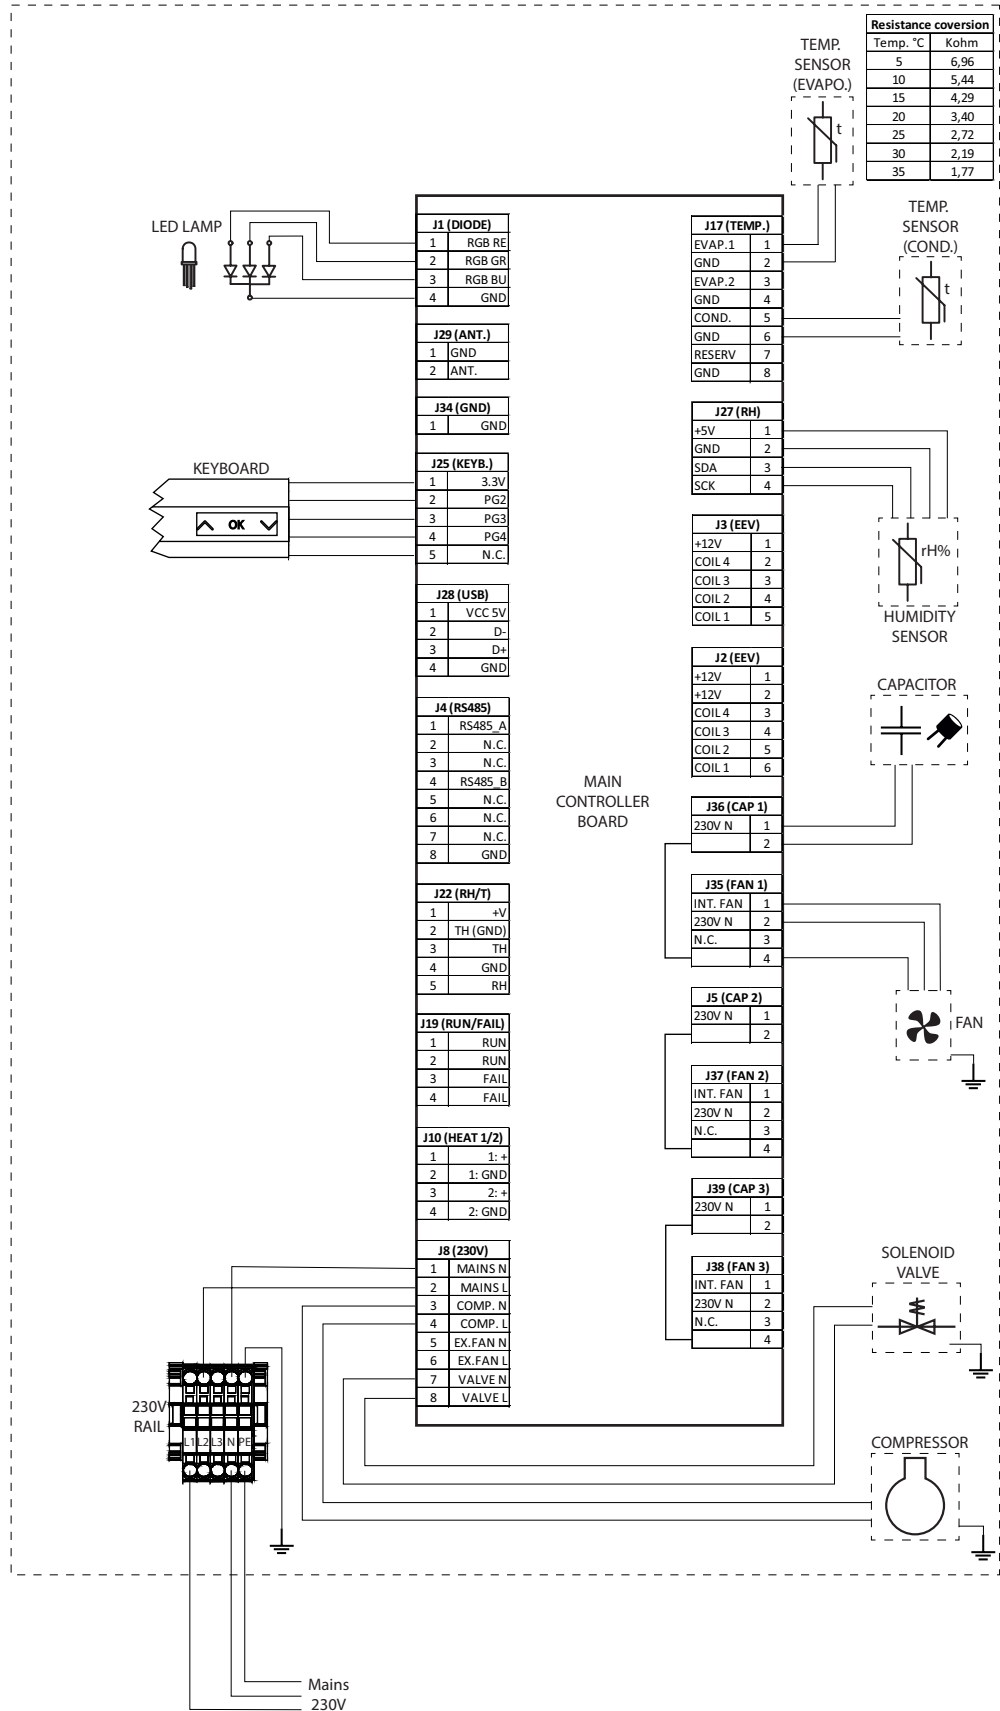 Resistance coversion
Temp. °C Kohm
5 6,96
10 5,44
15 4,29
20 3,40
25 2,72
30 2,19
35 1,77
TEMP.
SENSOR
(EVAPO.)
t
TEMP.
SENSOR
(COND.)
t
LED LAMP
J1 (DIODE)
1 RGB RE
2 RGB GR
3 RGB BU
4 GND
J29 (ANT.)
1 GND
2 ANT.
J34 (GND)
1 GND
KEYBOARD
OK
J25 (KEYB.)
1 3.3V
2 PG2
3 PG3
4 PG4
5 N.C.
J28 (USB)
1 VCC 5V
2 D-
3 D+
4 GND
J4 (RS485)
1 RS485_A
2 N.C.
3 N.C.
4 RS485_B
5 N.C.
6 N.C.
7 N.C.
8 GND
J22 (RH/T)
1 +V
2 TH (GND)
3 TH
4 GND
5 RH
J19 (RUN/FAIL)
1 RUN
2 RUN
3 FAIL
4 FAIL
J10 (HEAT 1/2)
1 1: +
2 1: GND
3 2: +
4 2: GND
J8 (230V)
1 MAINS N
2 MAINS L
3 COMP. N
4 COMP. L
5 EX.FAN N
6 EX.FAN L
7 VALVE N
8 VALVE L
MAIN
CONTROLLER
BOARD
J17 (TEMP.)
EVAP.1 1
GND 2
EVAP.2 3
GND 4
COND. 5
GND 6
RESERV 7
GND 8
J27 (RH)
+5V 1
GND 2
SDA 3
SCK 4
J3 (EEV)
+12V 1
COIL 4 2
COIL 3 3
COIL 2 4
COIL 1 5
J2 (EEV)
+12V 1
+12V 2
COIL 4 3
COIL 3 4
COIL 2 5
COIL 1 6
J36 (CAP 1)
230V N 1
2
J35 (FAN 1)
INT. FAN 1
230V N 2
N.C. 3
4
J5 (CAP 2)
230V N 1
2
J37 (FAN 2)
INT. FAN 1
230V N 2
N.C. 3
4
J39 (CAP 3)
230V N 1
2
J38 (FAN 3)
INT. FAN 1
230V N 2
N.C. 3
4
rH%
HUMIDITY
SENSOR
CAPACITOR
FAN
SOLENOID
VALVE
COMPRESSOR
230V
RAIL
L1 L2 L3 N PE
Mains
230V